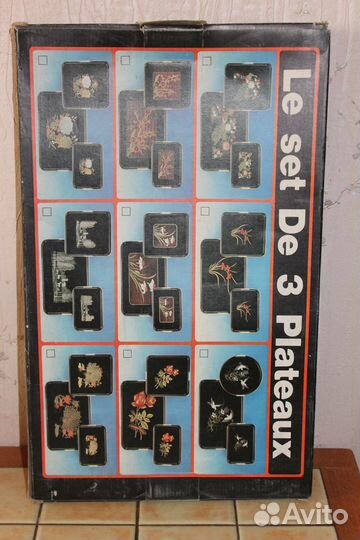 Le set De 3 Plateaux
Avito